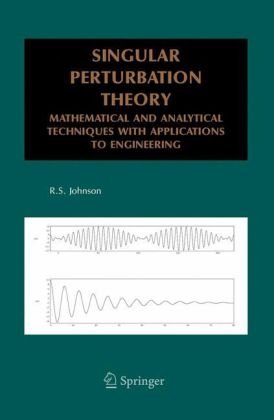 SINGULAR
PERTURBATION
THEORY
MATHEMATICAL AND ANALYTICAL
TECHNIQUES WITH APPLICATIONS
TO ENGINEERING
R.S. Johnson
Springer